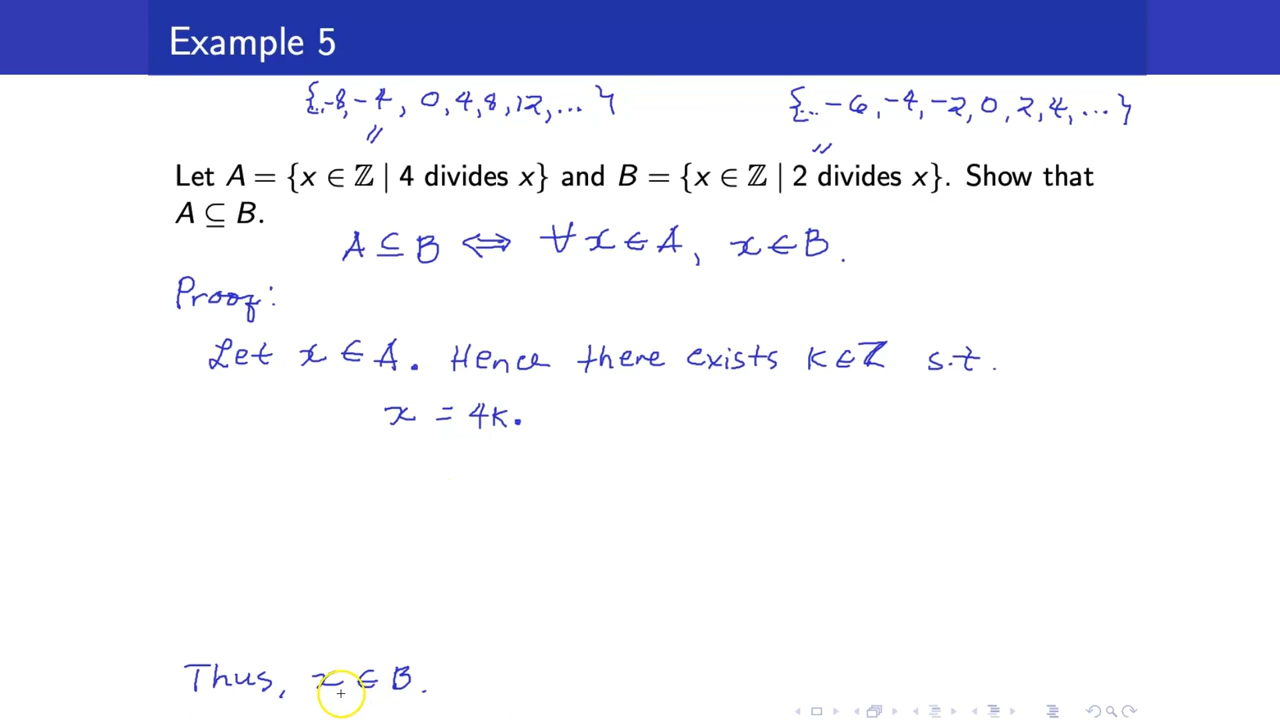 Example 5
{..-8,-4, 0,4,8,12,...} {...-6,-4,-2,0,2,4,...}
Let A = {x ∈ ℤ | 4 divides x} and B = {x ∈ ℤ | 2 divides x}. Show that
A ⊆ B.
A ⊆ B ⟺ ∀x∈A, x∈B.
Proof:
Let x ∈ A. Hence there exists k∈ℤ s.t.
x = 4k.
Thus, x ∈ B.